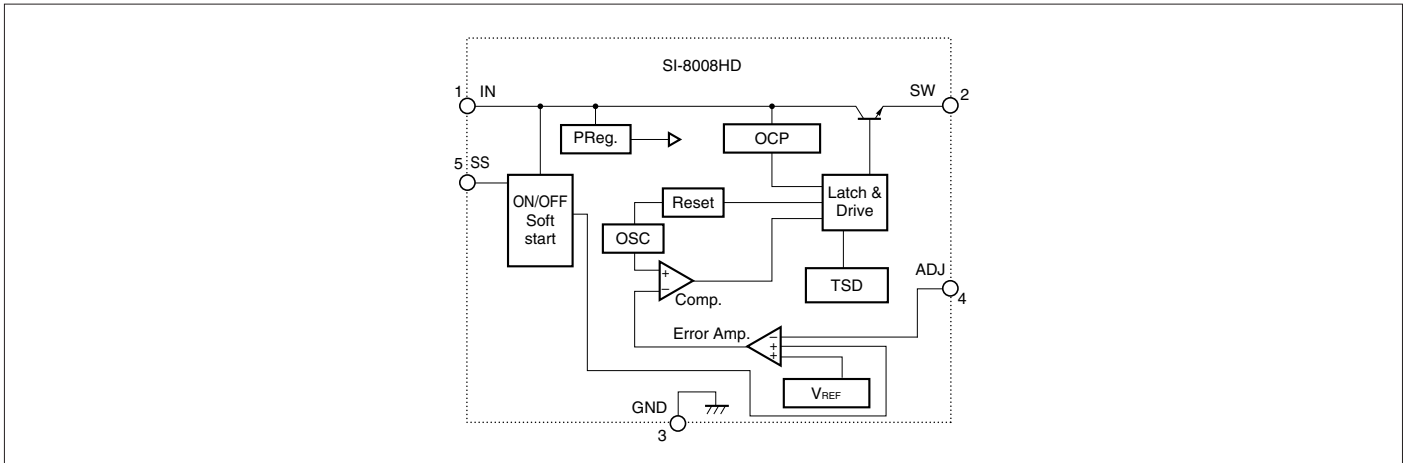 SI-8008HD
1 IN
SW 2
PReg.
OCP
5 SS
ON/OFF
Soft
start
Latch &
Drive
Reset
OSC
+
−
Comp.
TSD
ADJ
4
Error Amp.
−
+
+
VREF
GND
3